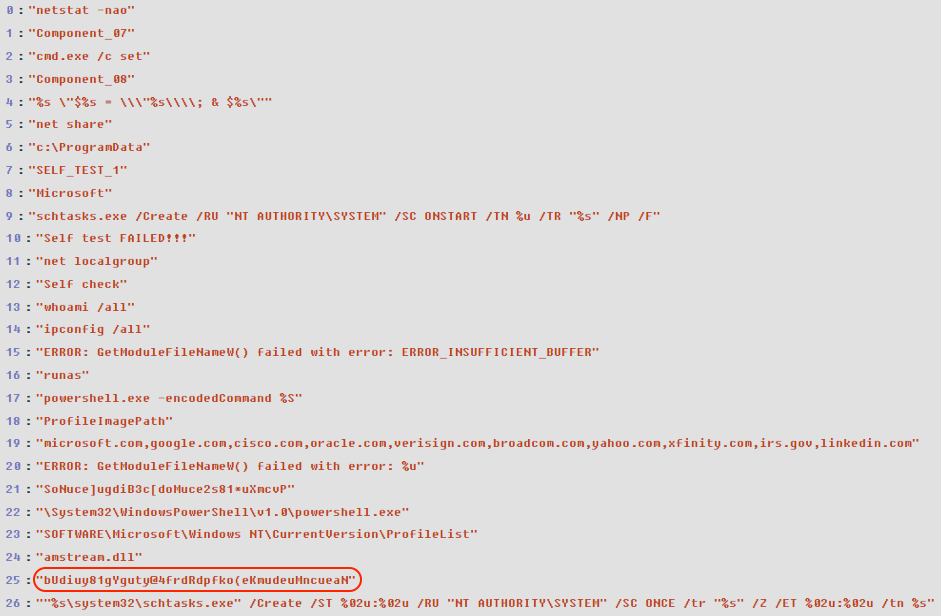 0 : "netstat -nao"
1 : "Component_07"
2 : "cmd.exe /c set"
3 : "Component_08"
4 : "%s \"$%s = \\\"%s\\\\; & $%s\""
5 : "net share"
6 : "c:\ProgramData"
7 : "SELF_TEST_1"
8 : "Microsoft"
9 : "schtasks.exe /Create /RU "NT AUTHORITY\SYSTEM" /SC ONSTART /TN %u /TR "%s" /NP /F"
10 : "Self test FAILED!!!"
11 : "net localgroup"
12 : "Self check"
13 : "whoami /all"
14 : "ipconfig /all"
15 : "ERROR: GetModuleFileNameW() failed with error: ERROR_INSUFFICIENT_BUFFER"
16 : "runas"
17 : "powershell.exe -encodedCommand %S"
18 : "ProfileImagePath"
19 : "microsoft.com,google.com,cisco.com,oracle.com,verisign.com,broadcom.com,yahoo.com,xfinity.com,irs.gov,linkedin.com"
20 : "ERROR: GetModuleFileNameW() failed with error: %u"
21 : "SoNuce]ugdiB3c[doMuce2s81*uXmcvP"
22 : "\System32\WindowsPowerShell\v1.0\powershell.exe"
23 : "SOFTWARE\Microsoft\Windows NT\CurrentVersion\ProfileList"
24 : "amstream.dll"
25 : "bUdiuy81gYguty@4frdRdpfko(eKmudeuMncueaN"
26 : ""%s\system32\schtasks.exe" /Create /ST %02u:%02u /RU "NT AUTHORITY\SYSTEM" /SC ONCE /tr "%s" /Z /ET %02u:%02u /tn %s"